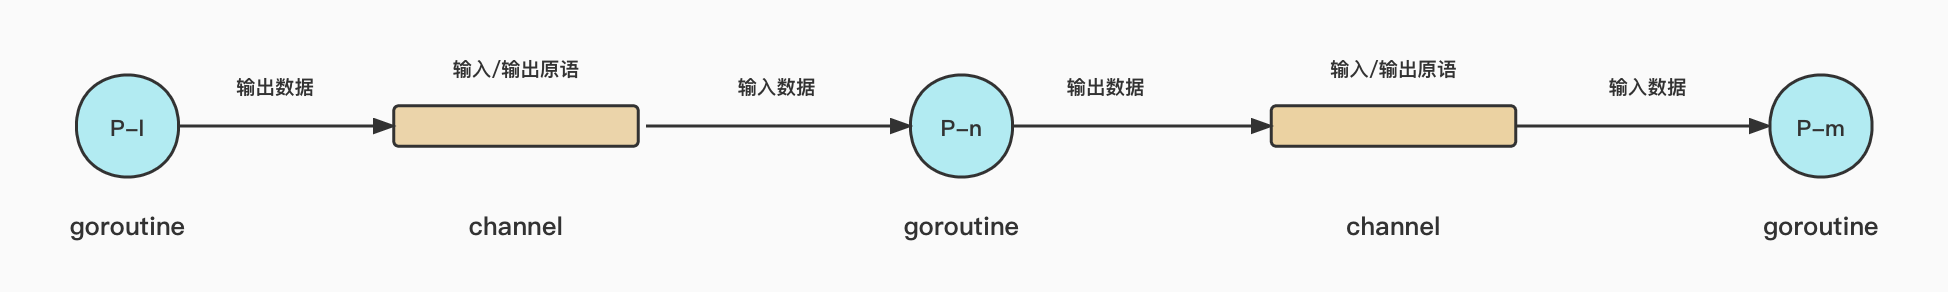 输入/输出原语
输入/输出原语
输出数据
输入数据
输出数据
输入数据
P-l
P-n
P-m
goroutine
channel
goroutine
channel
goroutine